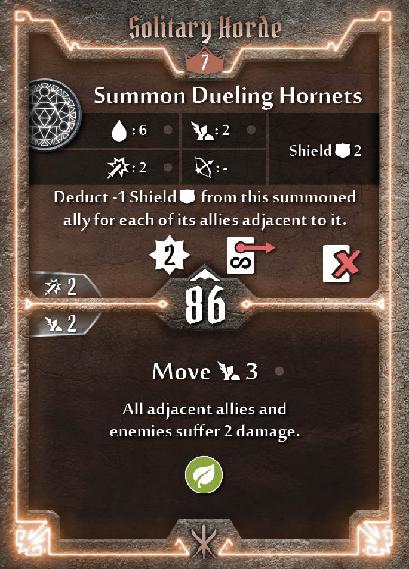 Solitary Horde
7
Summon Dueling Hornets
: 6
: 2
: 2
: -
Shield 2
Deduct -1 Shield from this summoned
ally for each of its allies adjacent to it.
2
2
2
86
Move 3
All adjacent allies and
enemies suffer 2 damage.